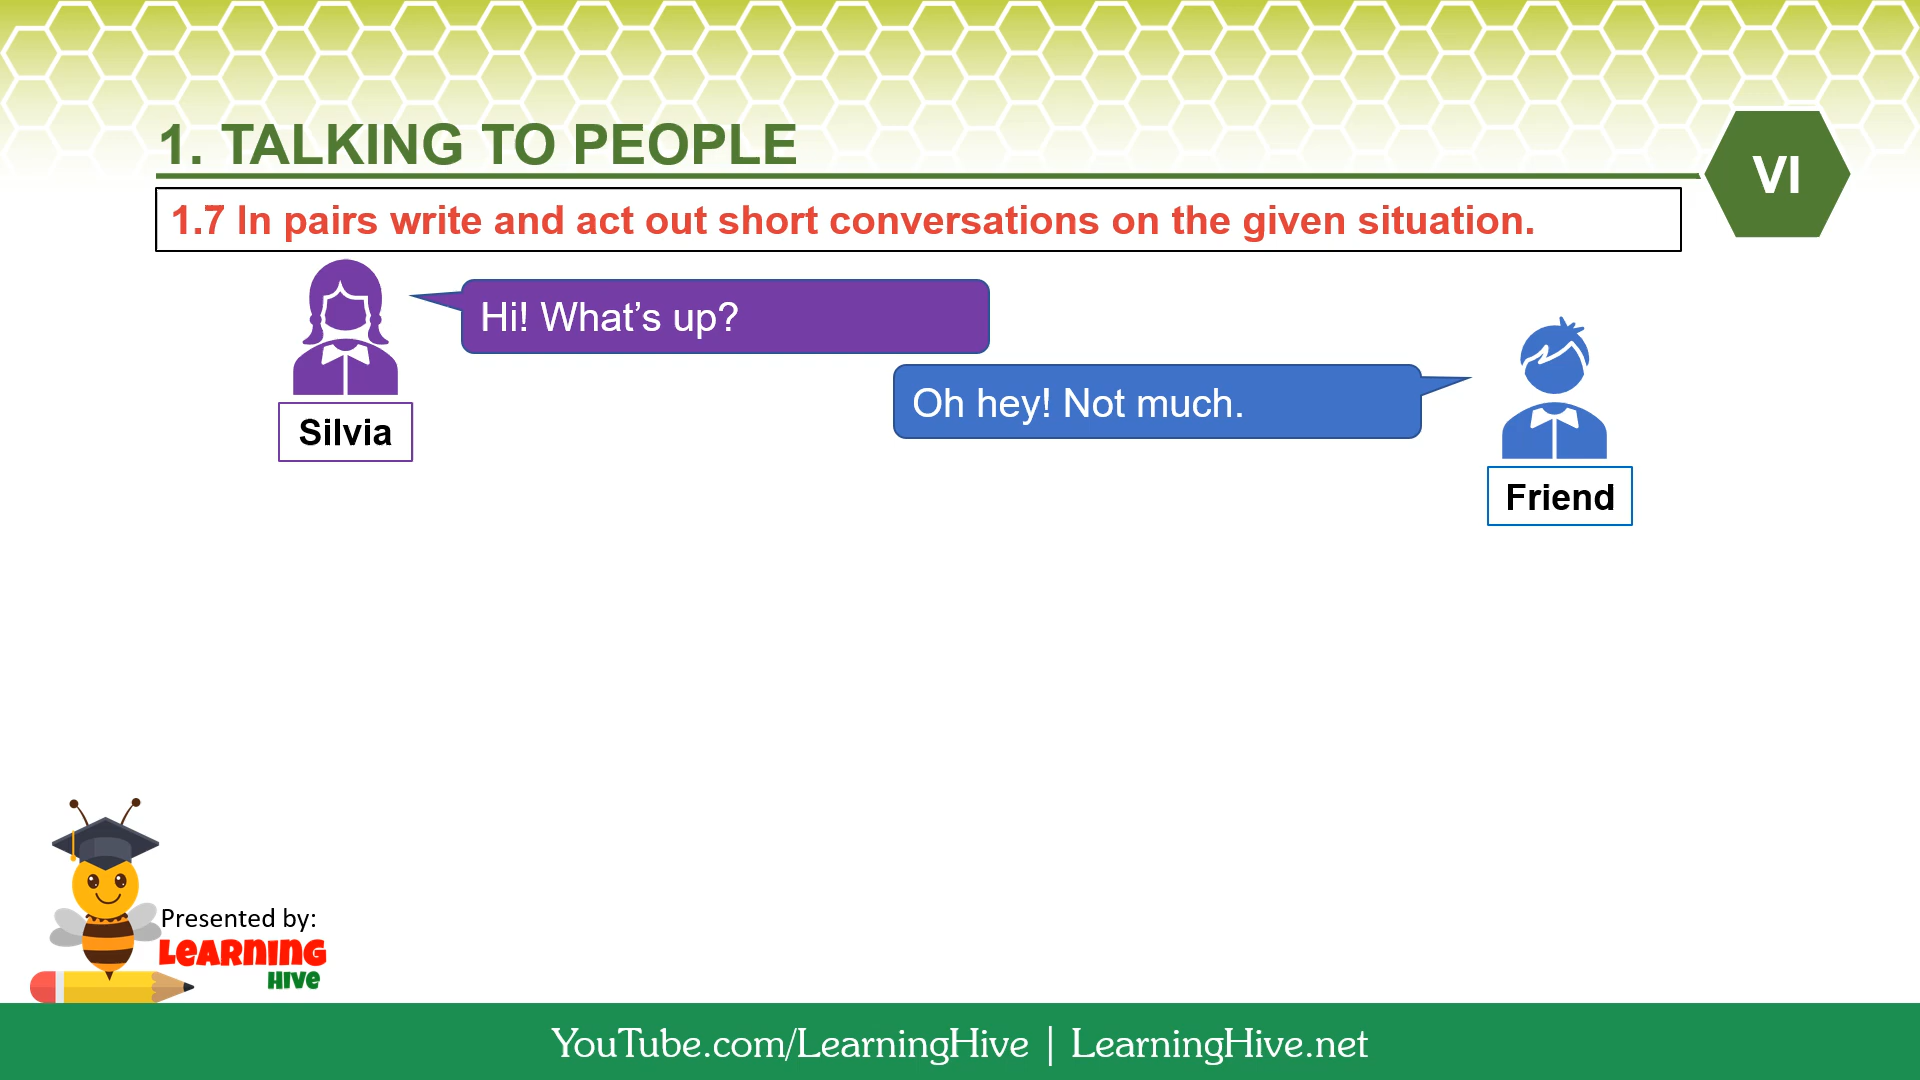 1. TALKING TO PEOPLE
VI
1.7 In pairs write and act out short conversations on the given situation.
Hi! What’s up?
Silvia
Oh hey! Not much.
Friend
Presented by:
LeARNING
HIVe
YouTube.com/LearningHive | LearningHive.net